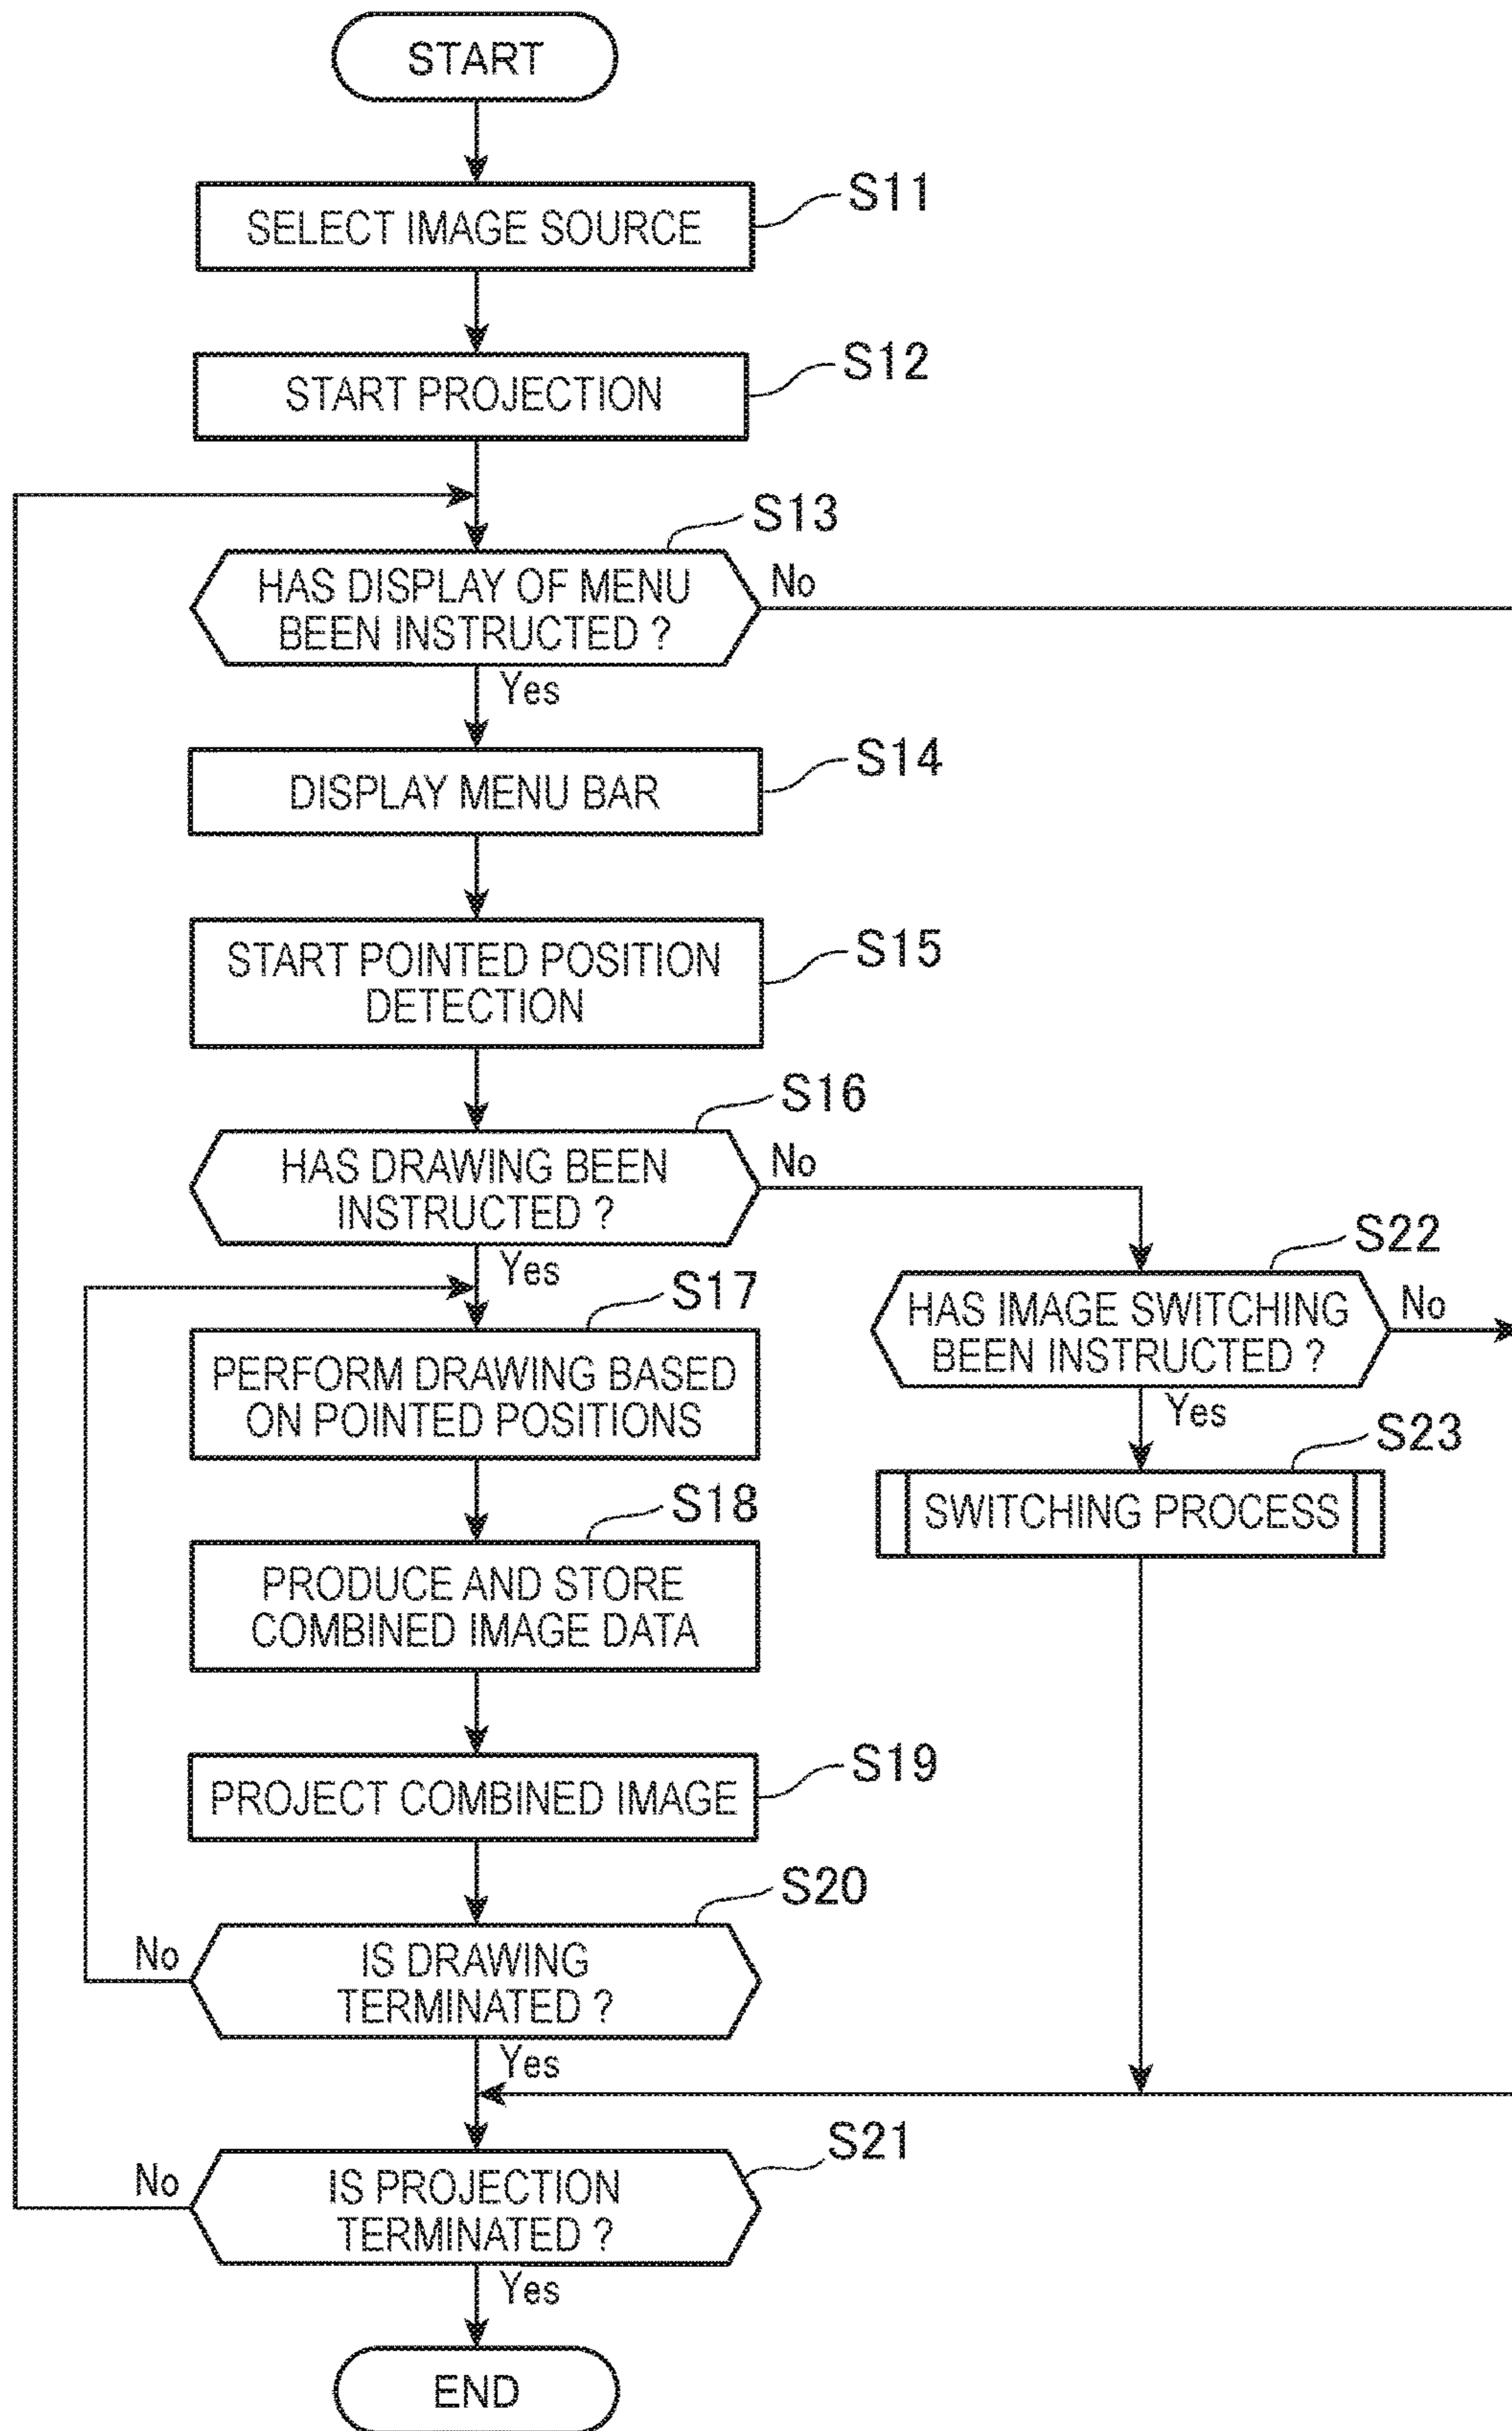 START
S11
SELECT IMAGE SOURCE
S12
START PROJECTION
S13
HAS DISPLAY OF MENU
BEEN INSTRUCTED ?
No
Yes
S14
DISPLAY MENU BAR
S15
START POINTED POSITION
DETECTION
S16
HAS DRAWING BEEN
INSTRUCTED ?
No
Yes
S22
HAS IMAGE SWITCHING
BEEN INSTRUCTED ?
No
Yes
S23
SWITCHING PROCESS
S17
PERFORM DRAWING BASED
ON POINTED POSITIONS
S18
PRODUCE AND STORE
COMBINED IMAGE DATA
S19
PROJECT COMBINED IMAGE
S20
No
IS DRAWING
TERMINATED ?
Yes
S21
No
IS PROJECTION
TERMINATED ?
Yes
END